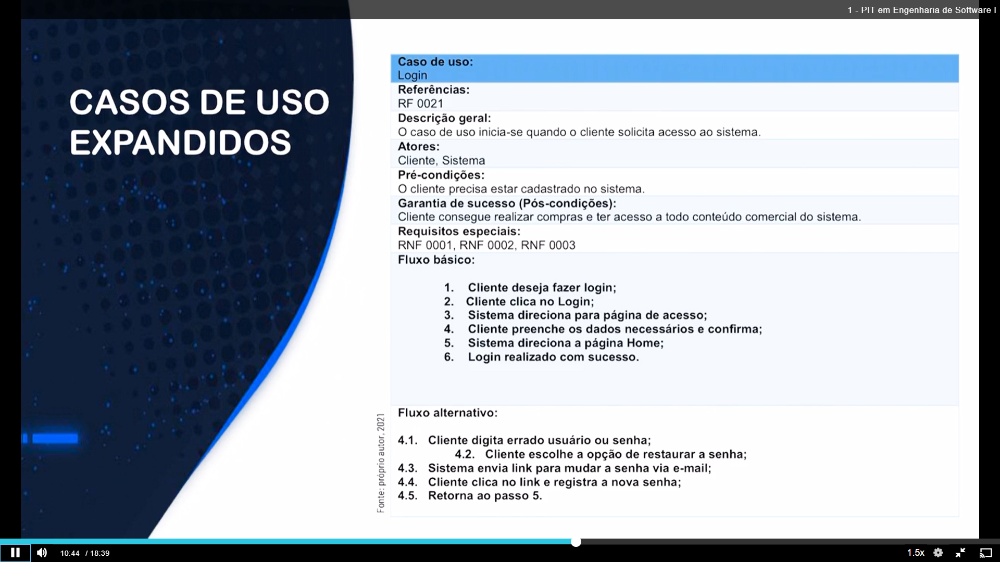 1 - PIT em Engenharia de Software I
CASOS DE USO
EXPANDIDOS
Caso de uso:
Login
Referências:
RF 0021
Descrição geral:
O caso de uso inicia-se quando o cliente solicita acesso ao sistema.
Atores:
Cliente, Sistema
Pré-condições:
O cliente precisa estar cadastrado no sistema.
Garantia de sucesso (Pós-condições):
Cliente consegue realizar compras e ter acesso a todo conteúdo comercial do sistema.
Requisitos especiais:
RNF 0001, RNF 0002, RNF 0003
Fluxo básico:
1. Cliente deseja fazer login;
2. Cliente clica no Login;
3. Sistema direciona para página de acesso;
4. Cliente preenche os dados necessários e confirma;
5. Sistema direciona a página Home;
6. Login realizado com sucesso.
Fluxo alternativo:
4.1. Cliente digita errado usuário ou senha;
4.2. Cliente escolhe a opção de restaurar a senha;
4.3. Sistema envia link para mudar a senha via e-mail;
4.4. Cliente clica no link e registra a nova senha;
4.5. Retorna ao passo 5.
Fonte: próprio autor, 2021
10:44 / 18:39
1.5x